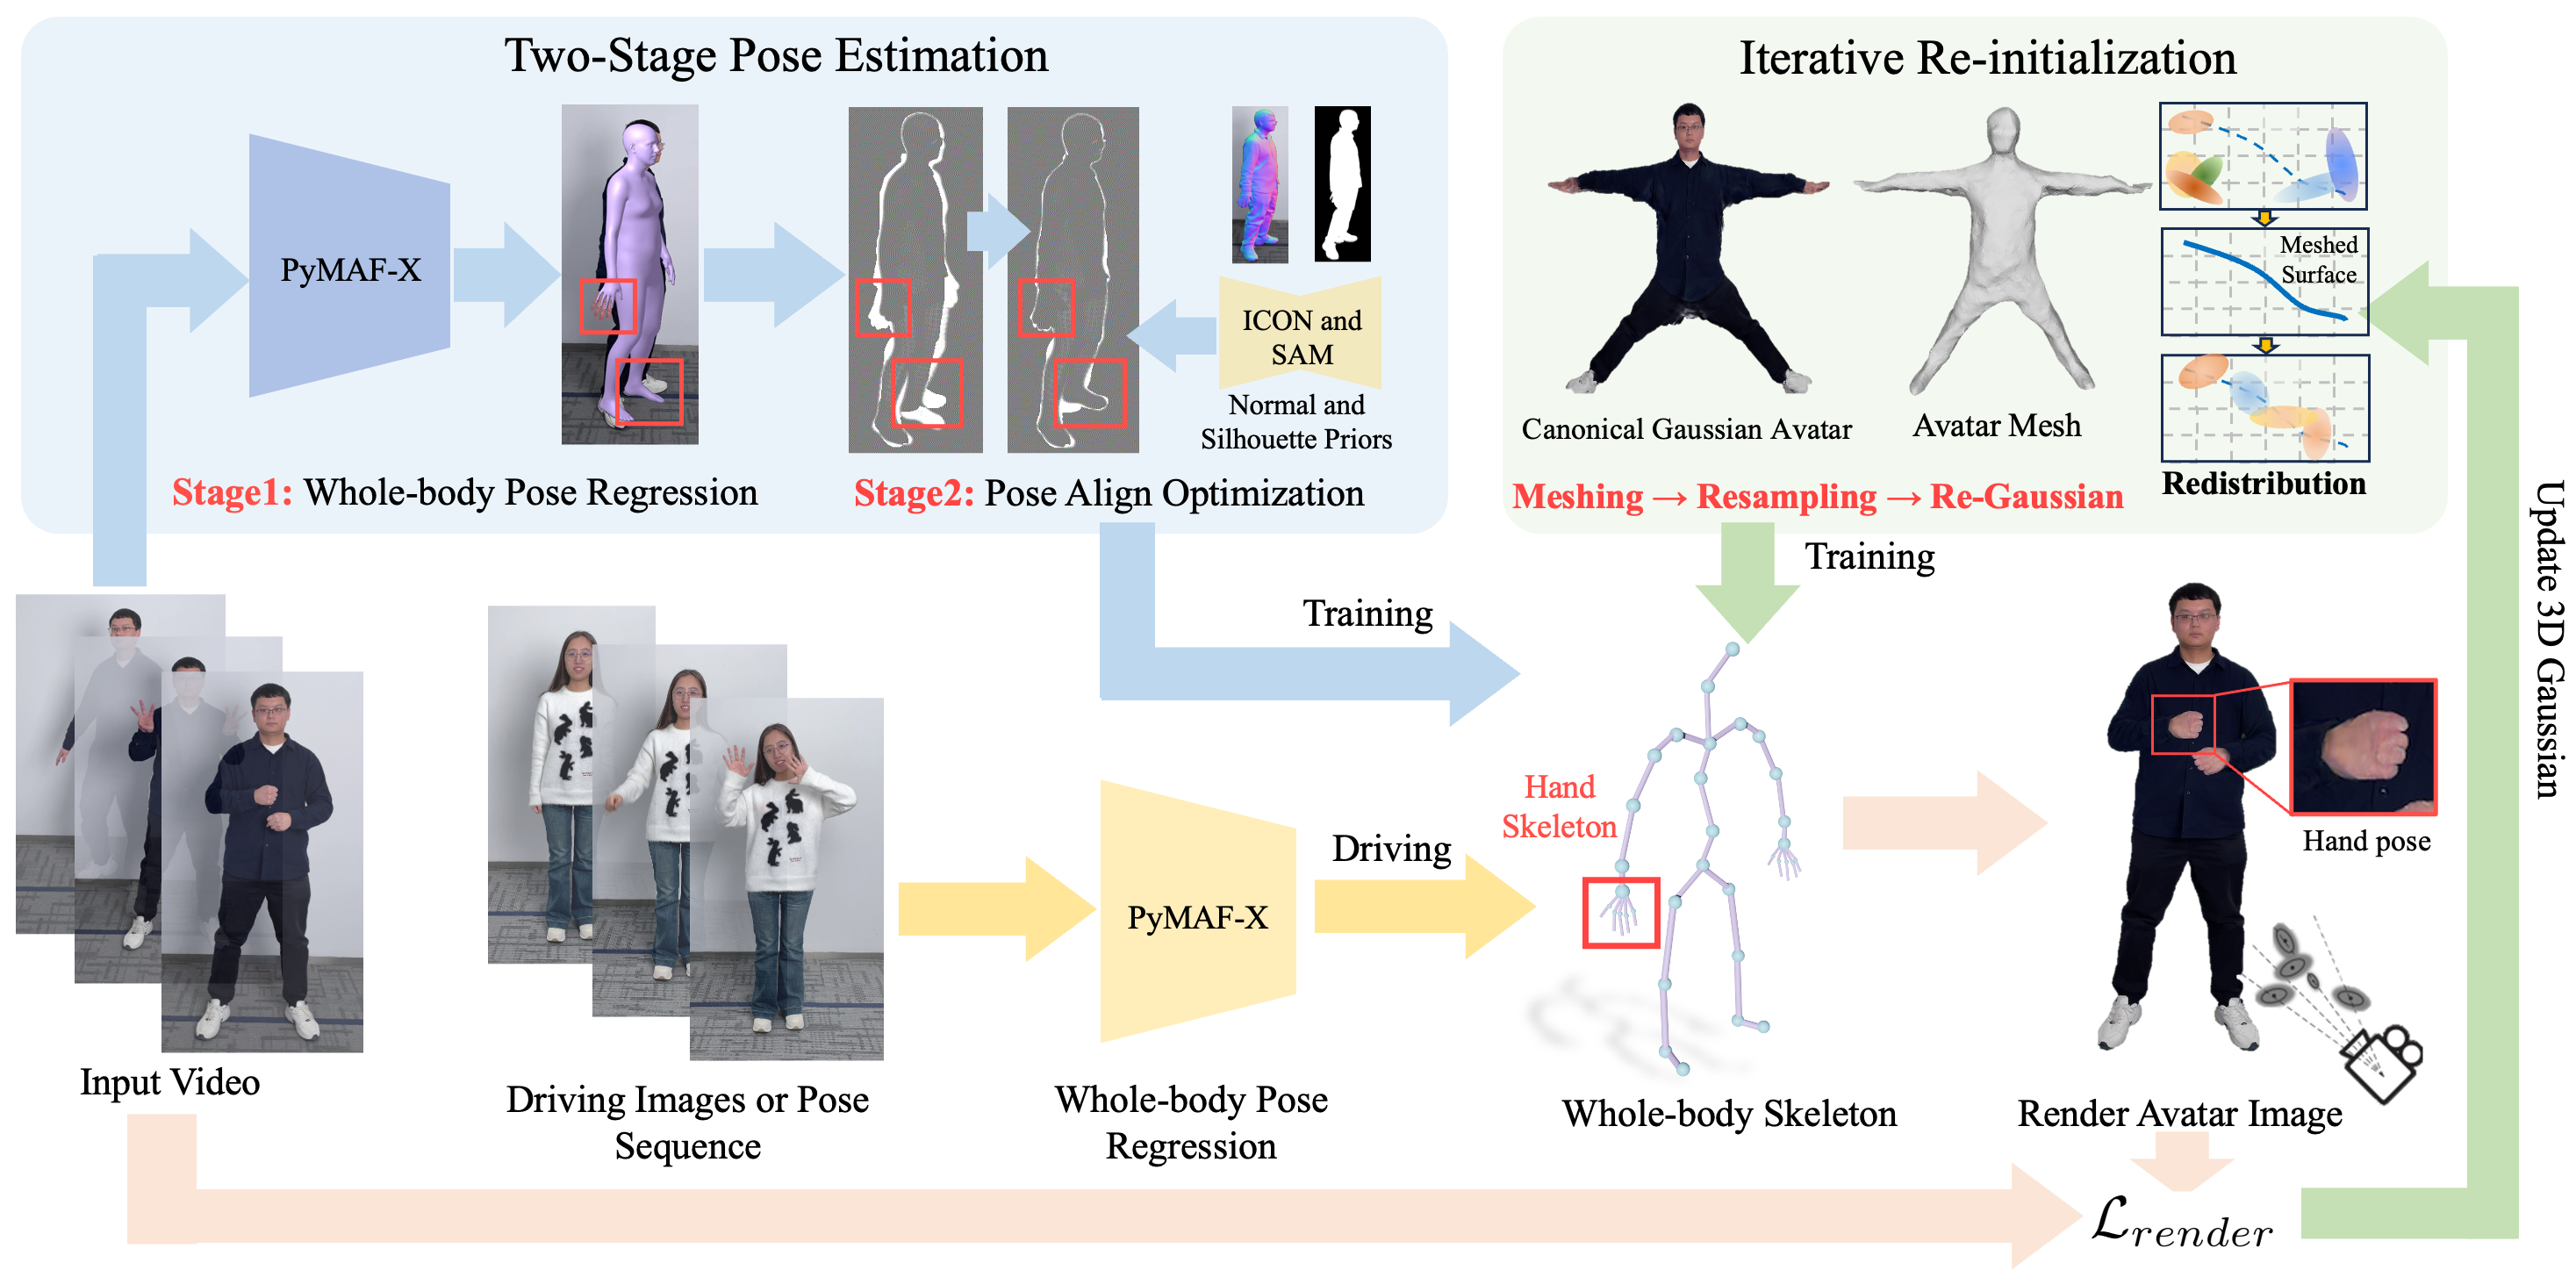 Two-Stage Pose Estimation
PyMAF-X
ICON and
SAM
Normal and
Silhouette Priors
Stage1: Whole-body Pose Regression
Stage2: Pose Align Optimization
Iterative Re-initialization
Meshed
Surface
Canonical Gaussian Avatar
Avatar Mesh
Meshing → Resampling → Re-Gaussian
Redistribution
Training
Training
Update 3D Gaussian
Hand
Skeleton
Driving
PyMAF-X
Hand pose
Input Video
Driving Images or Pose
Sequence
Whole-body Pose
Regression
Whole-body Skeleton
Render Avatar Image
ℒ_render